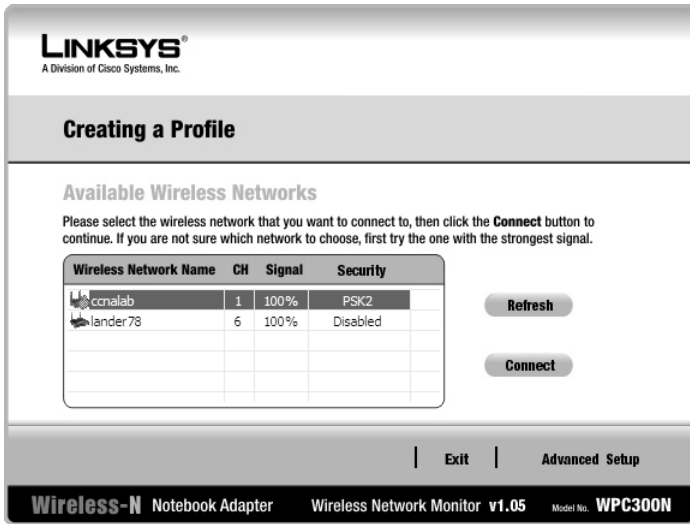 LINKSYS®
A Division of Cisco Systems, Inc.
Creating a Profile
Available Wireless Networks
Please select the wireless network that you want to connect to, then click the Connect button to
continue. If you are not sure which network to choose, first try the one with the strongest signal.
Wireless Network Name CH Signal Security
ccnalab 1 100% PSK2
lander78 6 100% Disabled
Refresh
Connect
Exit Advanced Setup
Wireless-N Notebook Adapter Wireless Network Monitor v1.05 Model No. WPC300N